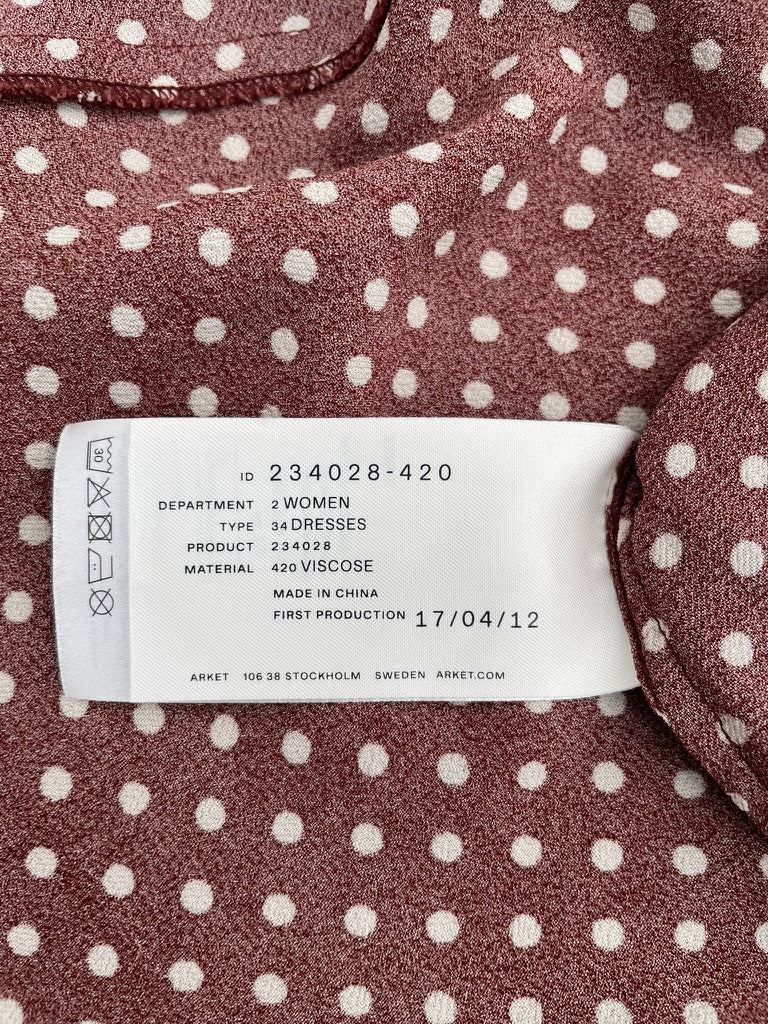 ID 234028-420
DEPARTMENT 2 WOMEN
TYPE 34 DRESSES
PRODUCT 234028
MATERIAL 420 VISCOSE
MADE IN CHINA
FIRST PRODUCTION 17/04/12
ARKET 106 38 STOCKHOLM SWEDEN ARKET.COM
30